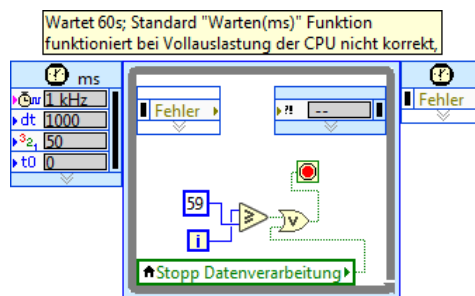 Wartet 60s; Standard "Warten(ms)" Funktion
funktioniert bei Vollauslastung der CPU nicht korrekt,
ms
1 kHz
dt 1000
50
t0 0
Fehler
?! --
Fehler
59
i
≥
V
Stopp Datenverarbeitung